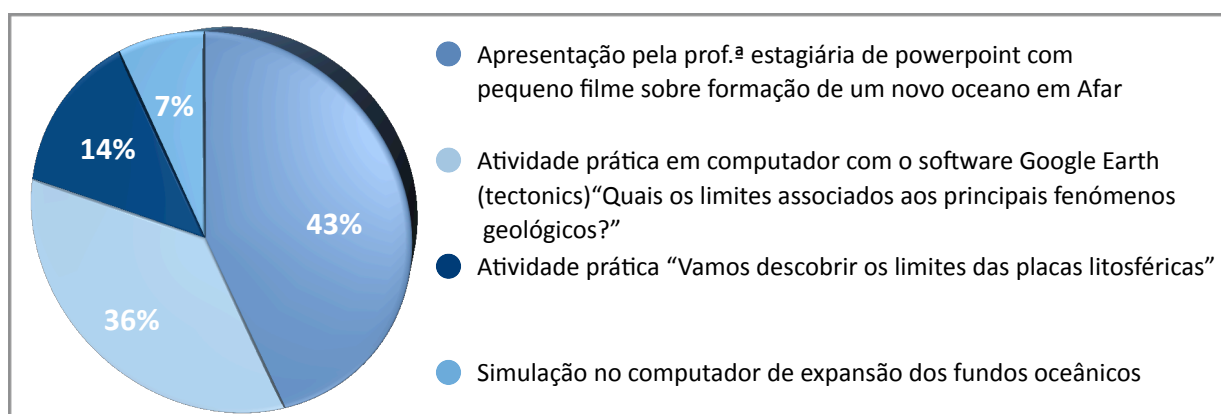 Apresentação pela prof.ª estagiária de powerpoint com
pequeno filme sobre formação de um novo oceano em Afar
7%
14%
Atividade prática em computador com o software Google Earth
(tectonics)“Quais os limites associados aos principais fenómenos
geológicos?”
43%
Atividade prática “Vamos descobrir os limites das placas litosféricas”
36%
Simulação no computador de expansão dos fundos oceânicos